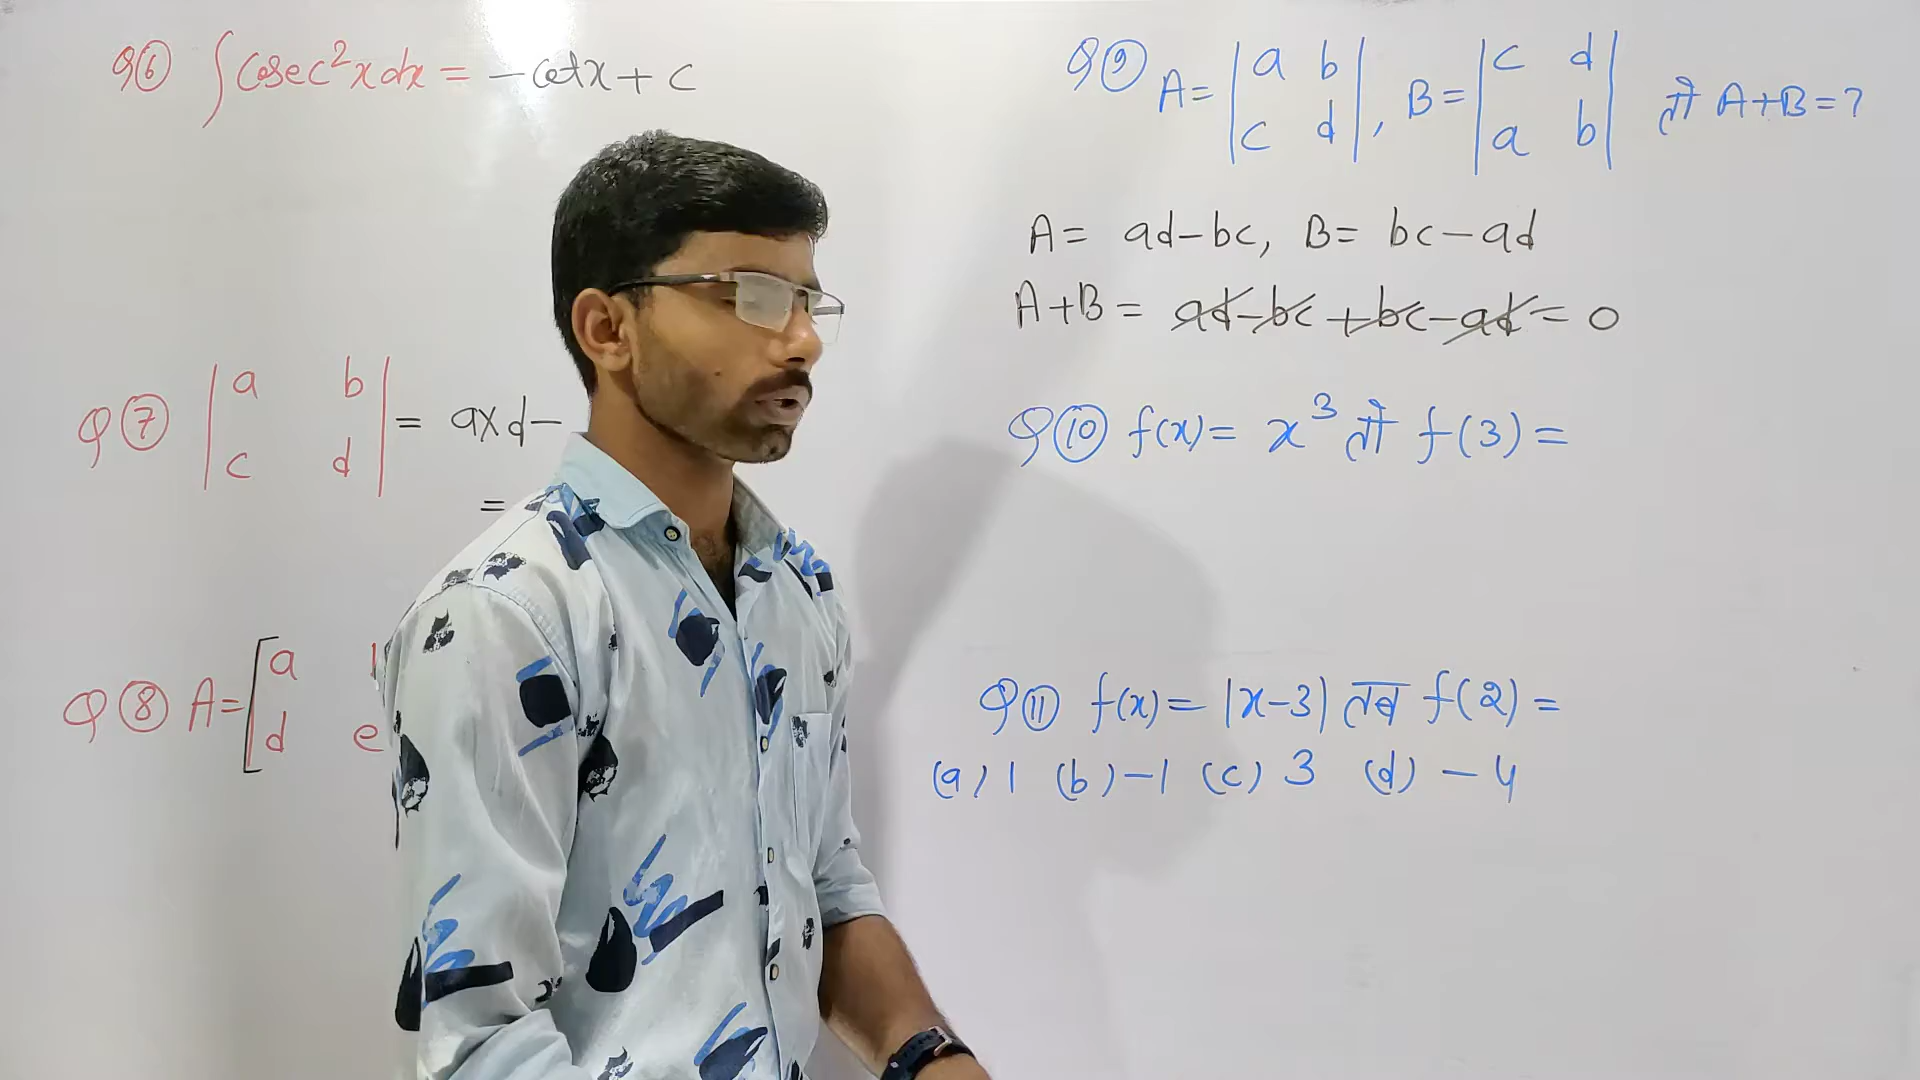 Q⑥ ∫cosec²x dx = -cotx + c
Q⑦ |a b| = a×d-
|c d|
=
Q⑧ A=[a
d e
Q⑨ A= |a b|, B= |c d| तो A+B=?
|c d| |a b|
A= ad-bc, B= bc-ad
A+B = ad-bc+bc-ad = 0
Q⑩ f(x)= x³ तो f(3)=
Q⑪ f(x)= |x-3| तब f(2)=
(a) 1 (b) -1 (c) 3 (d) -4